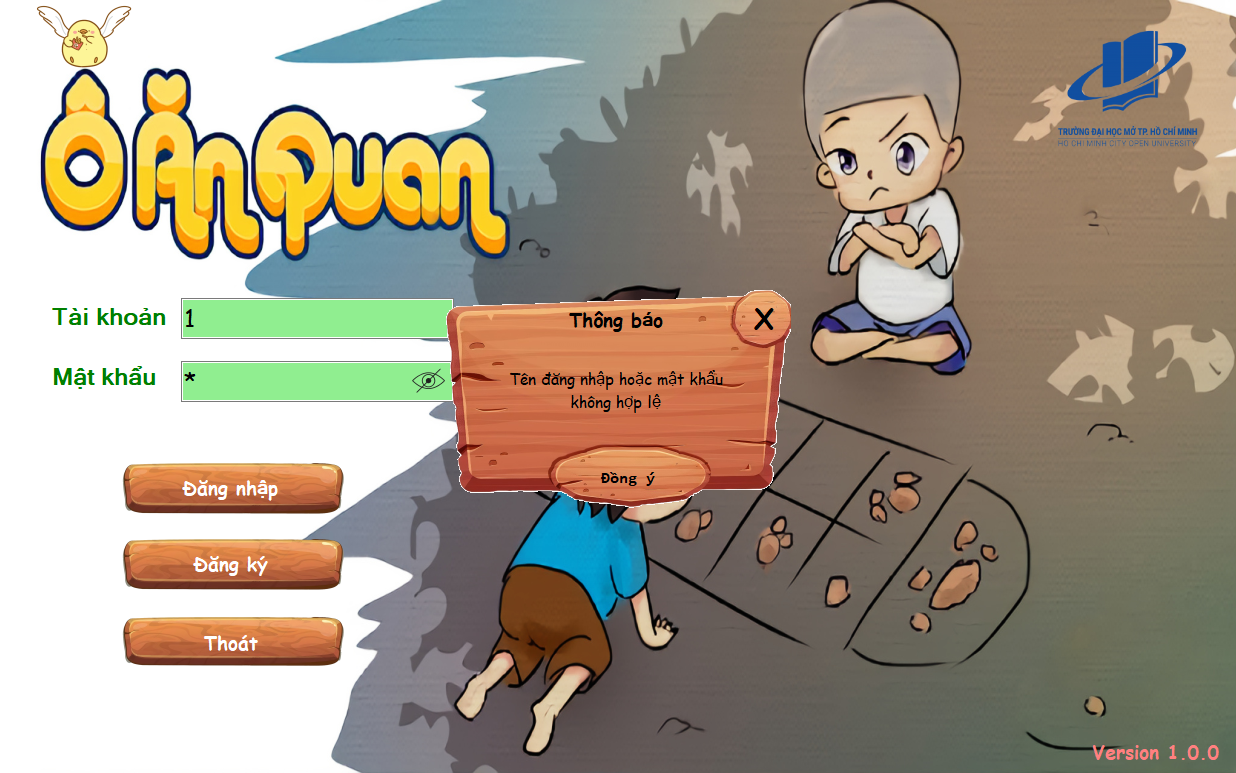 Ô Ăn Quan
TRƯỜNG ĐẠI HỌC MỞ TP. HỒ CHÍ MINH
HO CHI MINH CITY OPEN UNIVERSITY
Tài khoản
1
Mật khẩu
*
Thông báo
X
Tên đăng nhập hoặc mật khẩu
không hợp lệ
Đồng ý
Đăng nhập
Đăng ký
Thoát
Version 1.0.0